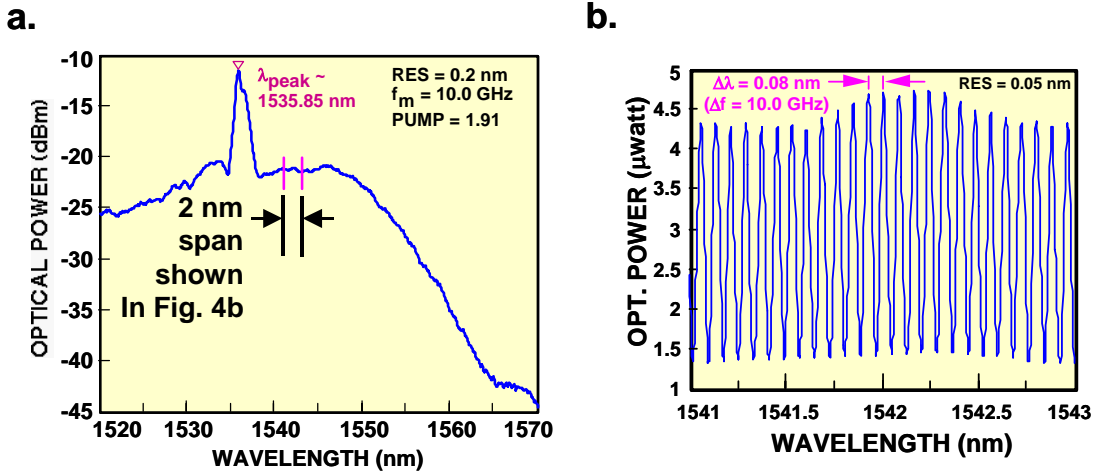 a.
OPTICAL POWER (dBm)
-10
-15
-20
-25
-30
-35
-40
-45
λpeak ~
1535.85 nm
RES = 0.2 nm
fm = 10.0 GHz
PUMP = 1.91
2 nm
span
shown
In Fig. 4b
1520 1530 1540 1550 1560 1570
WAVELENGTH (nm)
b.
OPT. POWER (μwatt)
5
4.5
4
3.5
3
2.5
2
1.5
1
Δλ = 0.08 nm
(Δf = 10.0 GHz)
RES = 0.05 nm
1541 1541.5 1542 1542.5 1543
WAVELENGTH (nm)